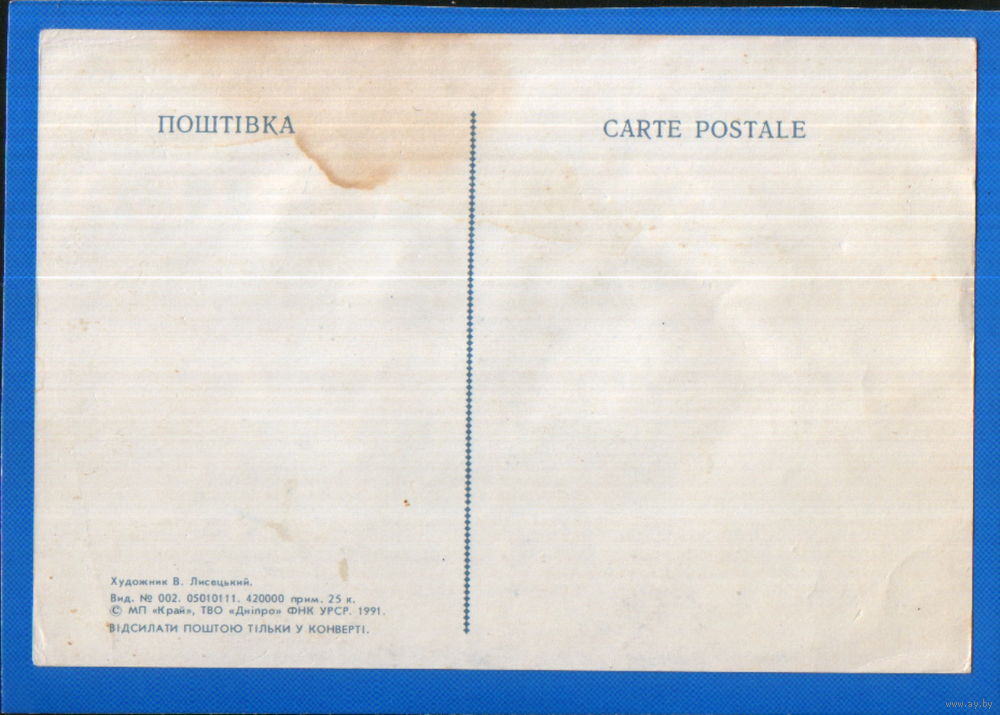 ПОШТІВКА
CARTE POSTALE
Художник В. Лисецький.
Вид. № 002. 05010111. 420000 прим. 25 к.
© МП «Край», ТВО «Дніпро» ФНК УРСР. 1991.
ВІДСИЛАТИ ПОШТОЮ ТІЛЬКИ У КОНВЕРТІ.
www.ay.by